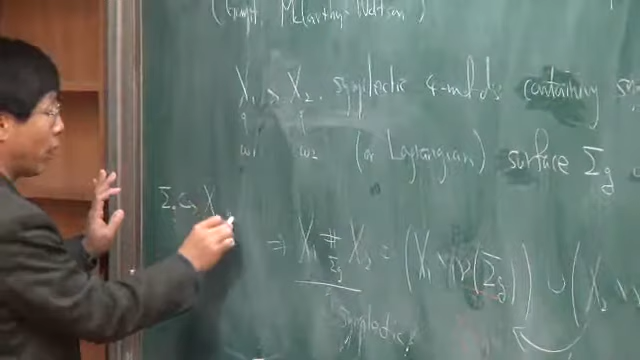 (Gompf, McCarthy-Wolfson)
X₁, X₂ : symplectic 4-mfds (containing
ω₁ ω₂ (or Lagrangian) surface Σg
Σg ↪ X
⇒ X₁ #Σg X₂ = (X₁ \ ν(Σg)) ∪ (X₂ \ ν
symplectic